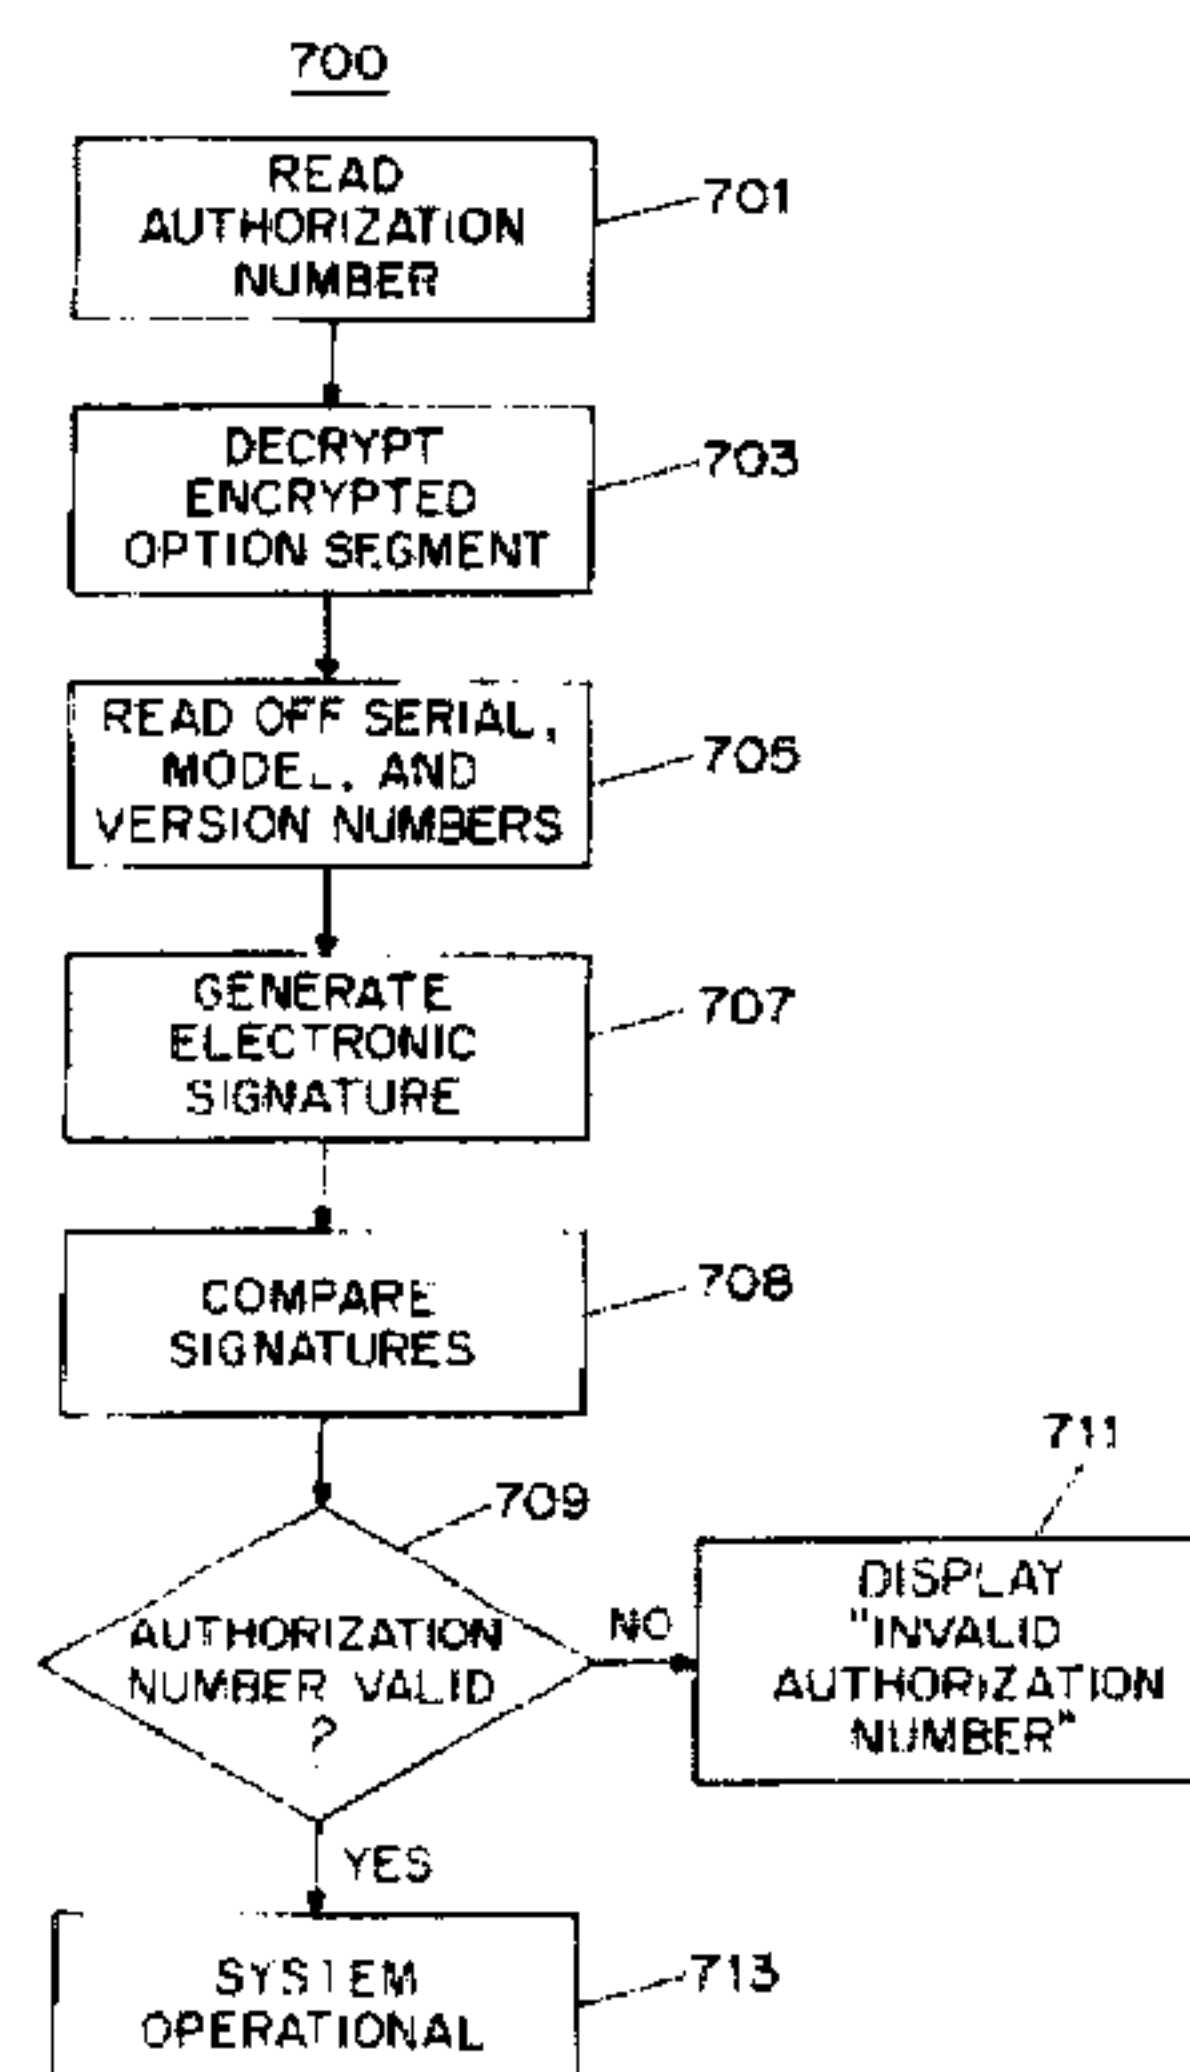 700
READ
AUTHORIZATION
NUMBER
701
DECRYPT
ENCRYPTED
OPTION SEGMENT
703
READ OFF SERIAL,
MODEL, AND
VERSION NUMBERS
705
GENERATE
ELECTRONIC
SIGNATURE
707
COMPARE
SIGNATURES
708
709
AUTHORIZATION
NUMBER VALID
?
NO
711
DISPLAY
"INVALID
AUTHORIZATION
NUMBER"
YES
SYSTEM
OPERATIONAL
713